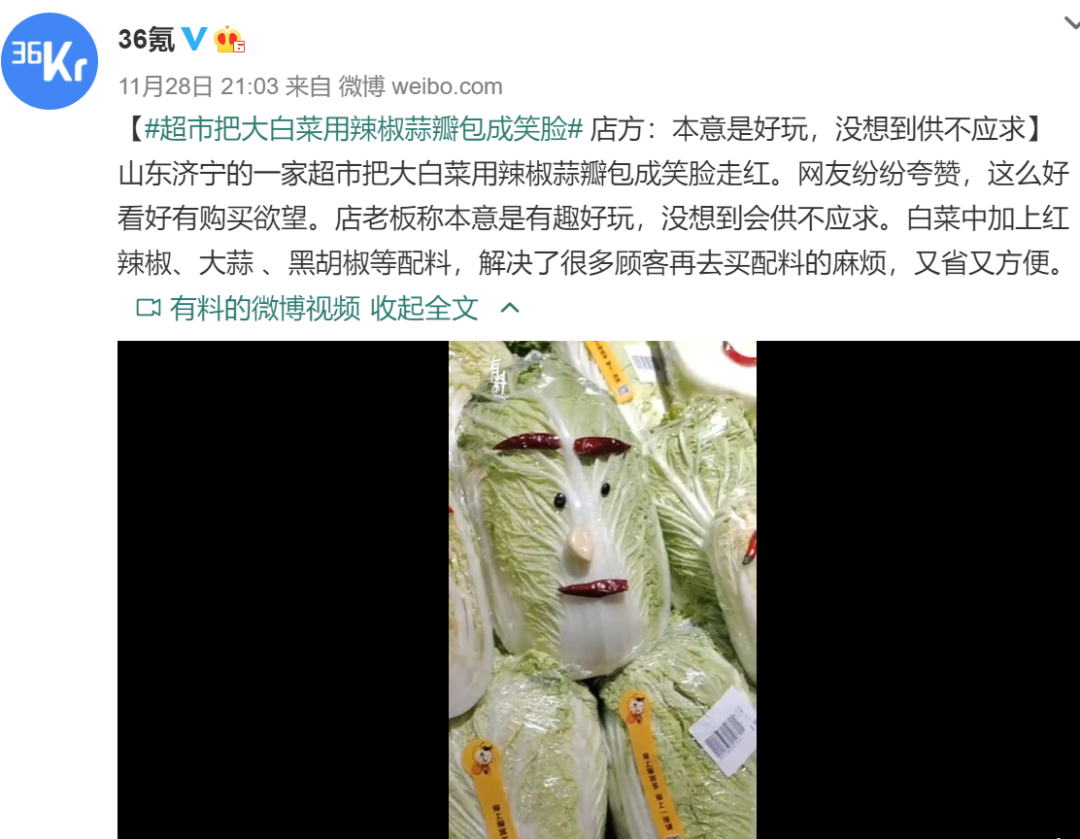 36Kr
36氪
11月28日 21:03 来自 微博 weibo.com
【#超市把大白菜用辣椒蒜瓣包成笑脸# 店方：本意是好玩，没想到供不应求】
山东济宁的一家超市把大白菜用辣椒蒜瓣包成笑脸走红。网友纷纷夸赞，这么好
看好有购买欲望。店老板称本意是有趣好玩，没想到会供不应求。白菜中加上红
辣椒、大蒜 、黑胡椒等配料，解决了很多顾客再去买配料的麻烦，又省又方便。
有料的微博视频 收起全文
有料